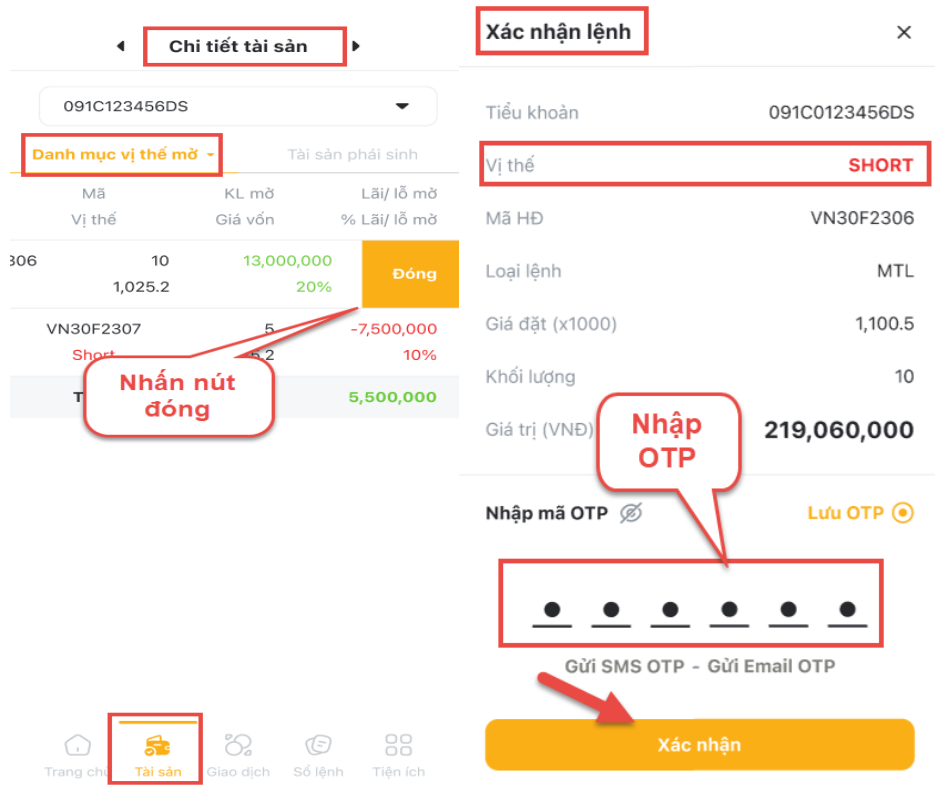 Chi tiết tài sản
091C123456DS
Danh mục vị thế mở
Tài sản phái sinh
Mã KL mở Lãi/ lỗ mở
Vị thế Giá vốn % Lãi/ lỗ mở
306 10 13,000,000
1,025.2 20%
Đóng
VN30F2307 5 -7,500,000
Short 5.2 10%
T 5,500,000
Nhấn nút
đóng
Trang chủ Tài sản Giao dịch Sổ lệnh Tiện ích
Xác nhận lệnh
Tiểu khoản 091C0123456DS
Vị thế SHORT
Mã HĐ VN30F2306
Loại lệnh MTL
Giá đặt (x1000) 1,100.5
Khối lượng 10
Giá trị (VNĐ) 219,060,000
Nhập
OTP
Nhập mã OTP Lưu OTP
Gửi SMS OTP - Gửi Email OTP
Xác nhận